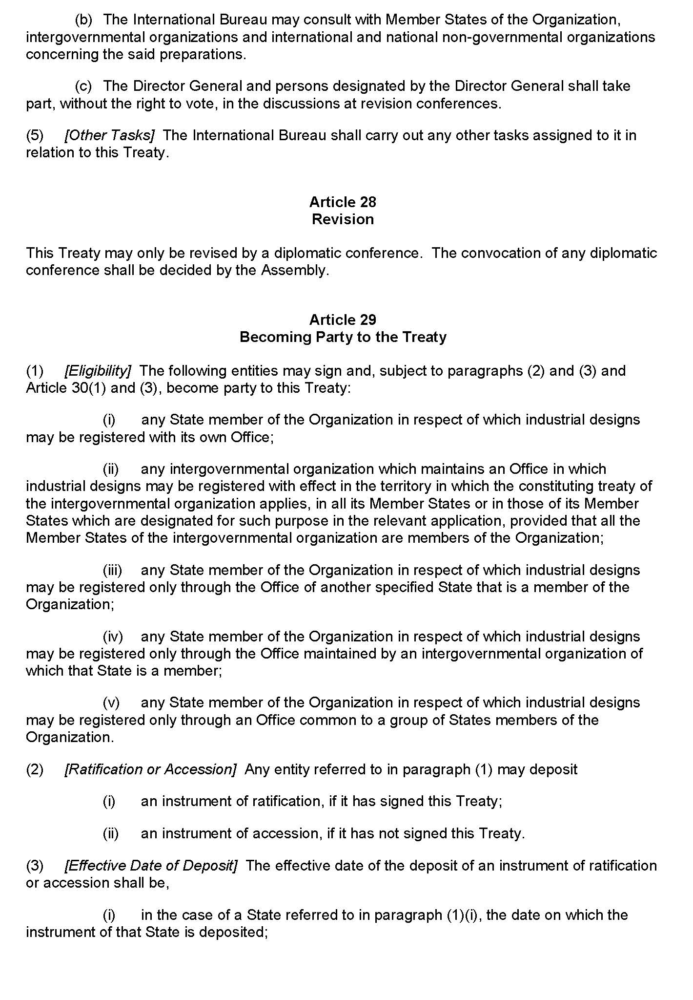 (b) The International Bureau may consult with Member States of the Organization,
intergovernmental organizations and international and national non-governmental organizations
concerning the said preparations.
(c) The Director General and persons designated by the Director General shall take
part, without the right to vote, in the discussions at revision conferences.
(5) [Other Tasks] The International Bureau shall carry out any other tasks assigned to it in
relation to this Treaty.
Article 28
Revision
This Treaty may only be revised by a diplomatic conference. The convocation of any diplomatic
conference shall be decided by the Assembly.
Article 29
Becoming Party to the Treaty
(1) [Eligibility] The following entities may sign and, subject to paragraphs (2) and (3) and
Article 30(1) and (3), become party to this Treaty:
(i) any State member of the Organization in respect of which industrial designs
may be registered with its own Office;
(ii) any intergovernmental organization which maintains an Office in which
industrial designs may be registered with effect in the territory in which the constituting treaty of
the intergovernmental organization applies, in all its Member States or in those of its Member
States which are designated for such purpose in the relevant application, provided that all the
Member States of the intergovernmental organization are members of the Organization;
(iii) any State member of the Organization in respect of which industrial designs
may be registered only through the Office of another specified State that is a member of the
Organization;
(iv) any State member of the Organization in respect of which industrial designs
may be registered only through the Office maintained by an intergovernmental organization of
which that State is a member;
(v) any State member of the Organization in respect of which industrial designs
may be registered only through an Office common to a group of States members of the
Organization.
(2) [Ratification or Accession] Any entity referred to in paragraph (1) may deposit
(i) an instrument of ratification, if it has signed this Treaty;
(ii) an instrument of accession, if it has not signed this Treaty.
(3) [Effective Date of Deposit] The effective date of the deposit of an instrument of ratification
or accession shall be,
(i) in the case of a State referred to in paragraph (1)(i), the date on which the
instrument of that State is deposited;